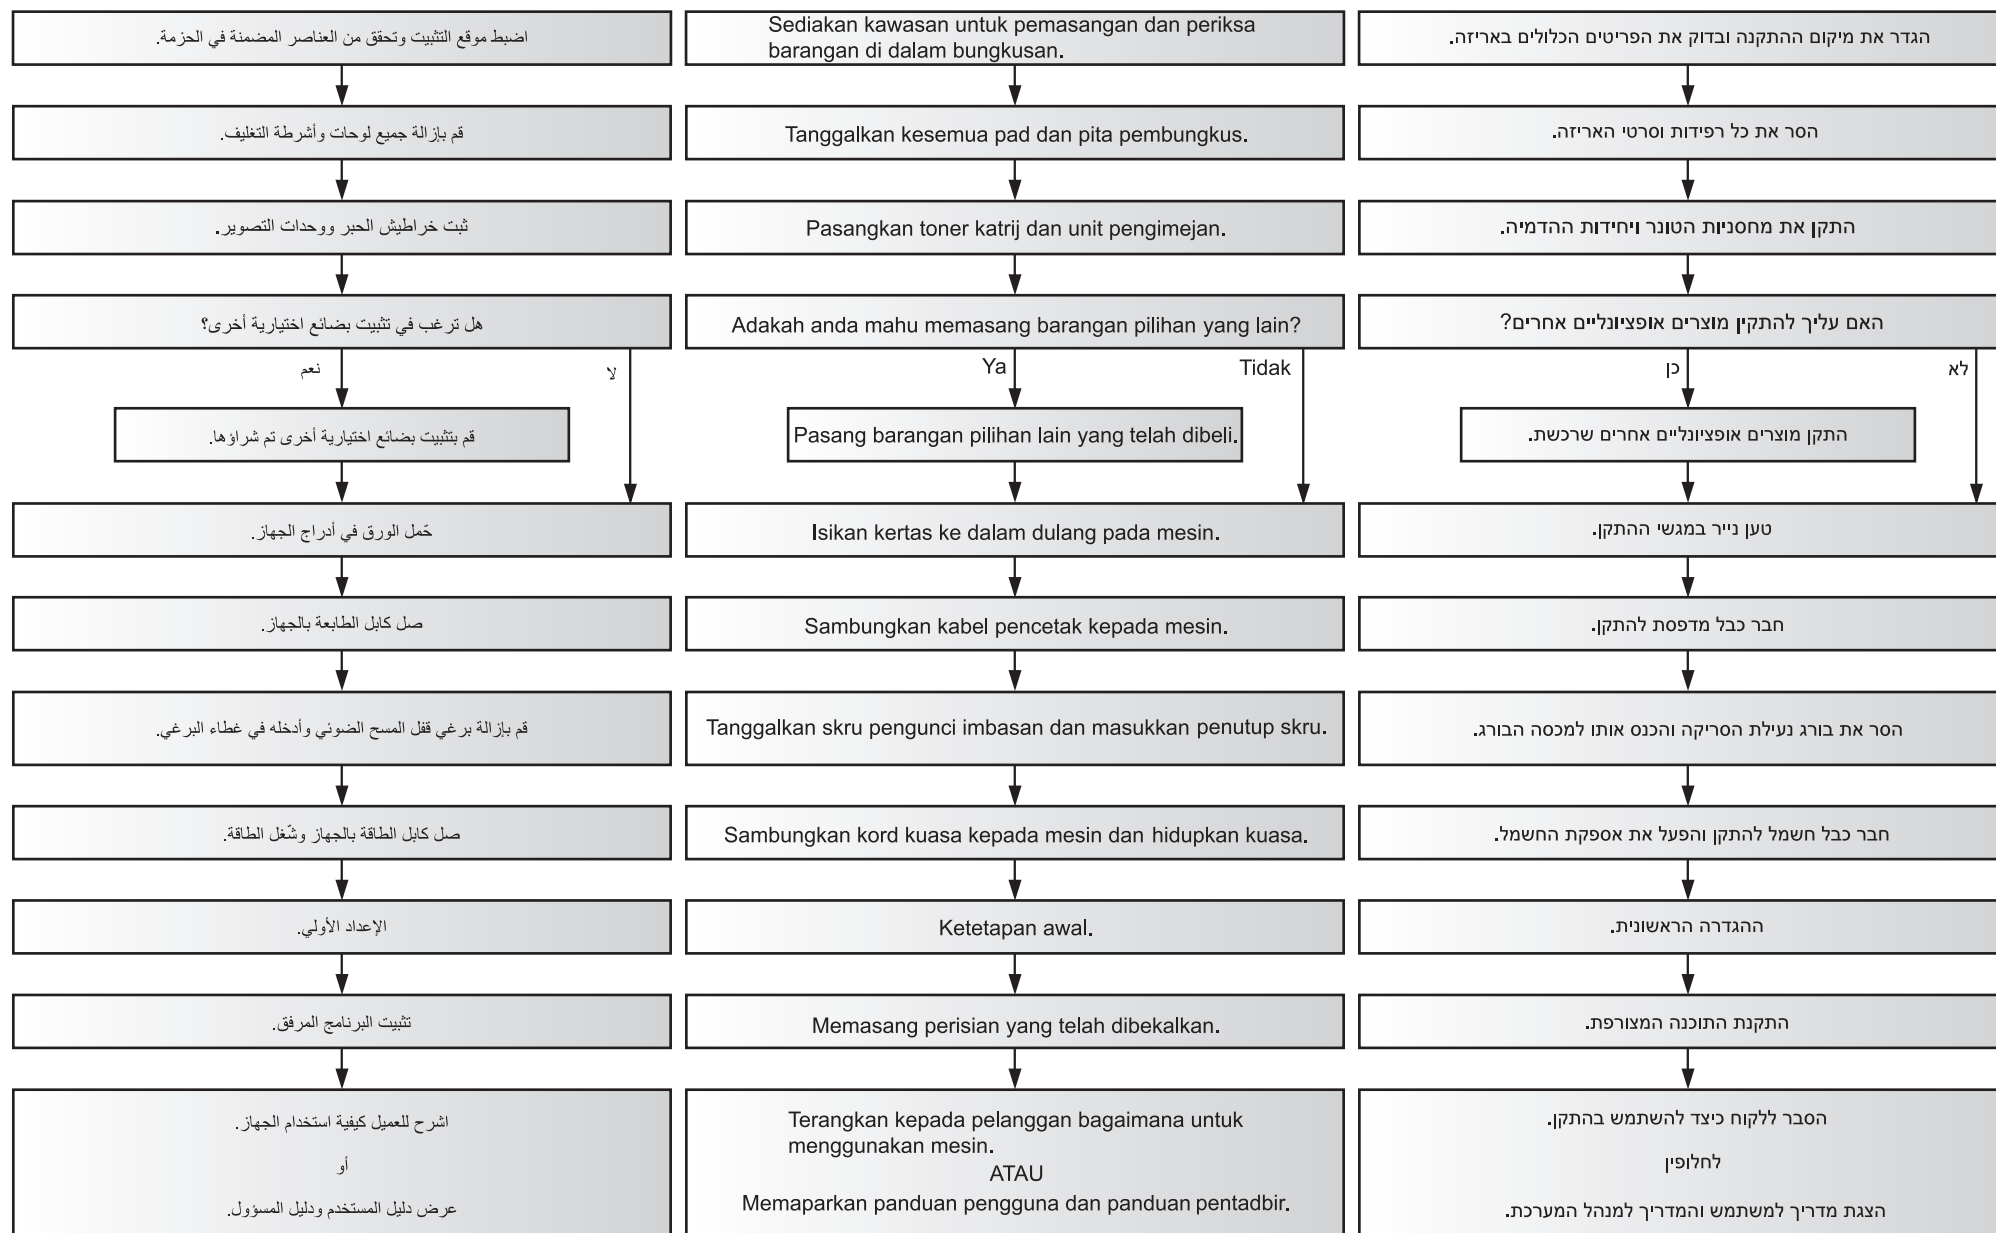 اضبط موقع التثبيت وتحقق من العناصر المضمنة في الحزمة.
قم بإزالة جميع لوحات وأشرطة التغليف.
ثبت خراطيش الحبر ووحدات التصوير.
هل ترغب في تثبيت بضائع اختيارية أخرى؟
نعم
لا
قم بتثبيت بضائع اختيارية أخرى تم شراؤها.
حّمل الورق في أدراج الجهاز.
صل كابل الطابعة بالجهاز.
قم بإزالة برغي قفل المسح الضوئي وأدخله في غطاء البرغي.
صل كابل الطاقة بالجهاز وشّغل الطاقة.
الإعداد الأولي.
تثبيت البرنامج المرفق.
اشرح للعميل كيفية استخدام الجهاز.
أو
عرض دليل المستخدم ودليل المسؤول.
Sediakan kawasan untuk pemasangan dan periksa
barangan di dalam bungkusan.
Tanggalkan kesemua pad dan pita pembungkus.
Pasangkan toner katrij dan unit pengimejan.
Adakah anda mahu memasang barangan pilihan yang lain?
Ya
Tidak
Pasang barangan pilihan lain yang telah dibeli.
Isikan kertas ke dalam dulang pada mesin.
Sambungkan kabel pencetak kepada mesin.
Tanggalkan skru pengunci imbasan dan masukkan penutup skru.
Sambungkan kord kuasa kepada mesin dan hidupkan kuasa.
Ketetapan awal.
Memasang perisian yang telah dibekalkan.
Terangkan kepada pelanggan bagaimana untuk
menggunakan mesin.
ATAU
Memaparkan panduan pengguna dan panduan pentadbir.
הגדר את מיקום ההתקנה ובדוק את הפריטים הכלולים באריזה.
הסר את כל רפידות וסרטי האריזה.
התקן את מחסניות הטונר ויחידות ההדמיה.
האם עליך להתקין מוצרים אופציונליים אחרים?
כן
לא
התקן מוצרים אופציונליים אחרים שרכשת.
טען נייר במגשי ההתקן.
חבר כבל מדפסת להתקן.
הסר את בורג נעילת הסריקה והכנס אותו למכסה הבורג.
חבר כבל חשמל להתקן והפעל את אספקת החשמל.
ההגדרה הראשונית.
התקנת התוכנה המצורפת.
הסבר ללקוח כיצד להשתמש בהתקן.
לחלופין
הצגת מדריך למשתמש והמדריך למנהל המערכת.